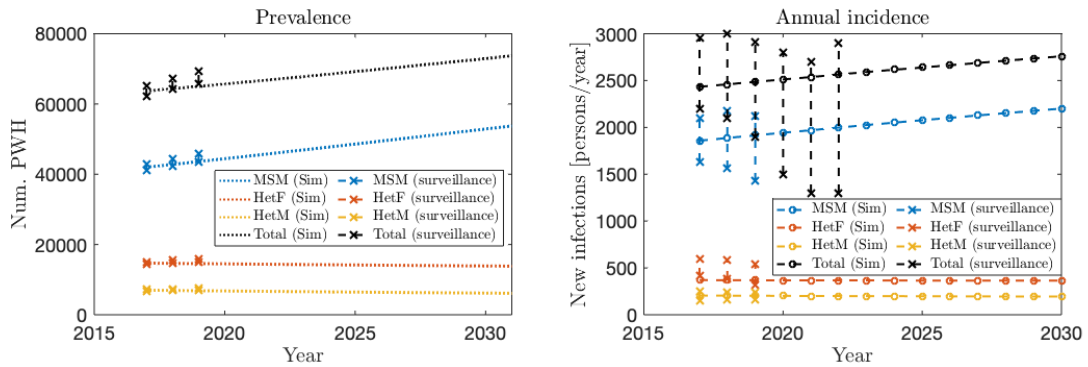 Prevalence
80000
60000
40000
20000
0
Num. PWH
MSM (Sim) MSM (surveillance)
HetF (Sim) HetF (surveillance)
HetM (Sim) HetM (surveillance)
Total (Sim) Total (surveillance)
2015 2020 2025 2030
Year
Annual incidence
3000
2500
2000
1500
1000
500
0
New infections [persons/year]
MSM (Sim) MSM (surveillance)
HetF (Sim) HetF (surveillance)
HetM (Sim) HetM (surveillance)
Total (Sim) Total (surveillance)
2015 2020 2025 2030
Year